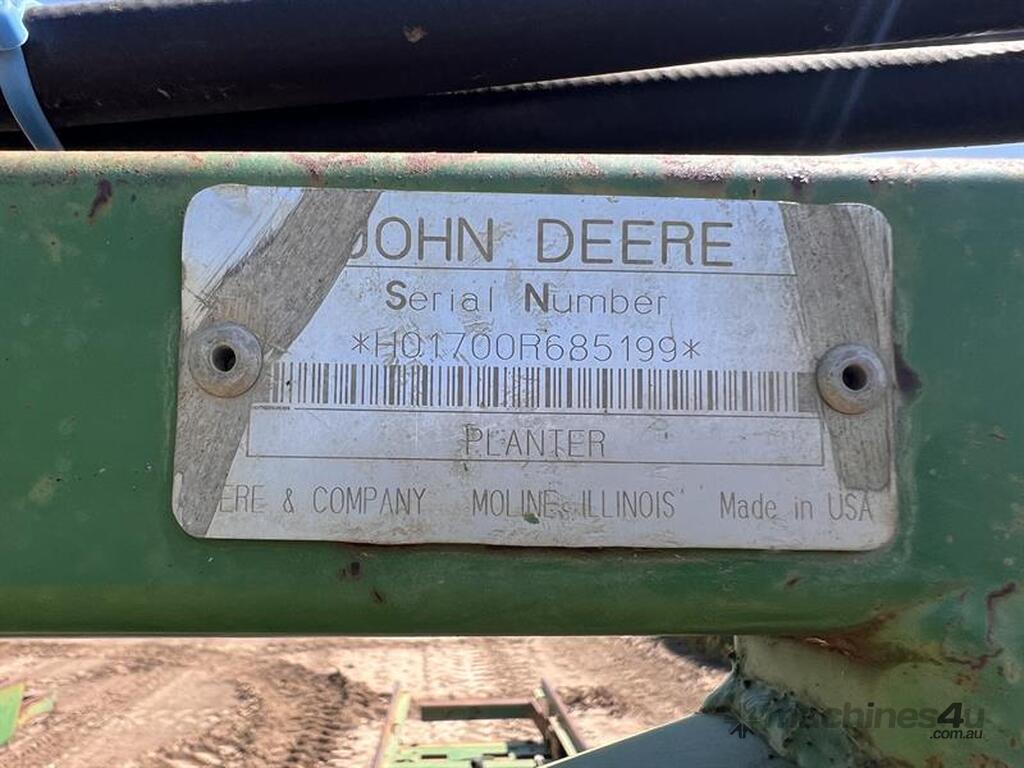 JOHN DEERE
Serial Number
*H01700R685199*
PLANTER
ERE & COMPANY MOLINE, ILLINOIS Made in USA
machines4u
.com.au